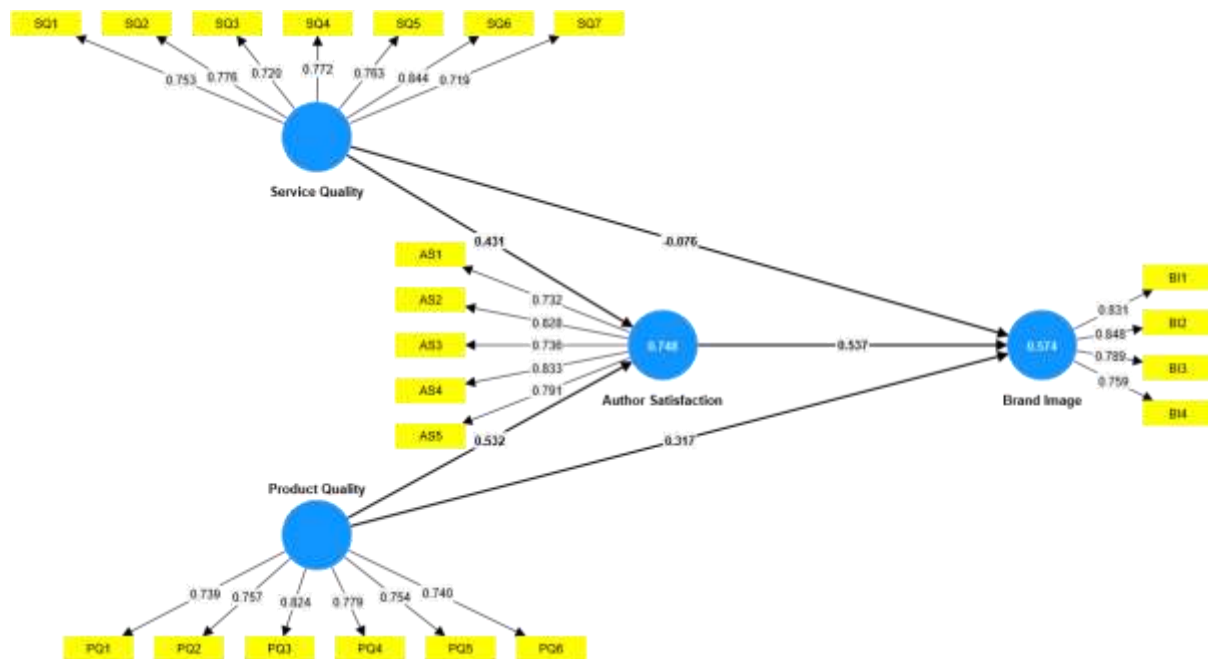 SQ1 SQ2 SQ3 SQ4 SQ5 SQ6 SQ7
0.753 0.776 0.720 0.772 0.763 0.844 0.719
Service Quality
0.431 -0.076
AS1
AS2
AS3
AS4
AS5
0.732
0.828
0.736
0.833
0.791
0.748
Author Satisfaction
0.537
0.574
Brand Image
BI1
BI2
BI3
BI4
0.831
0.848
0.789
0.759
0.532 0.317
Product Quality
0.739 0.757 0.824 0.779 0.754 0.740
PQ1 PQ2 PQ3 PQ4 PQ5 PQ6